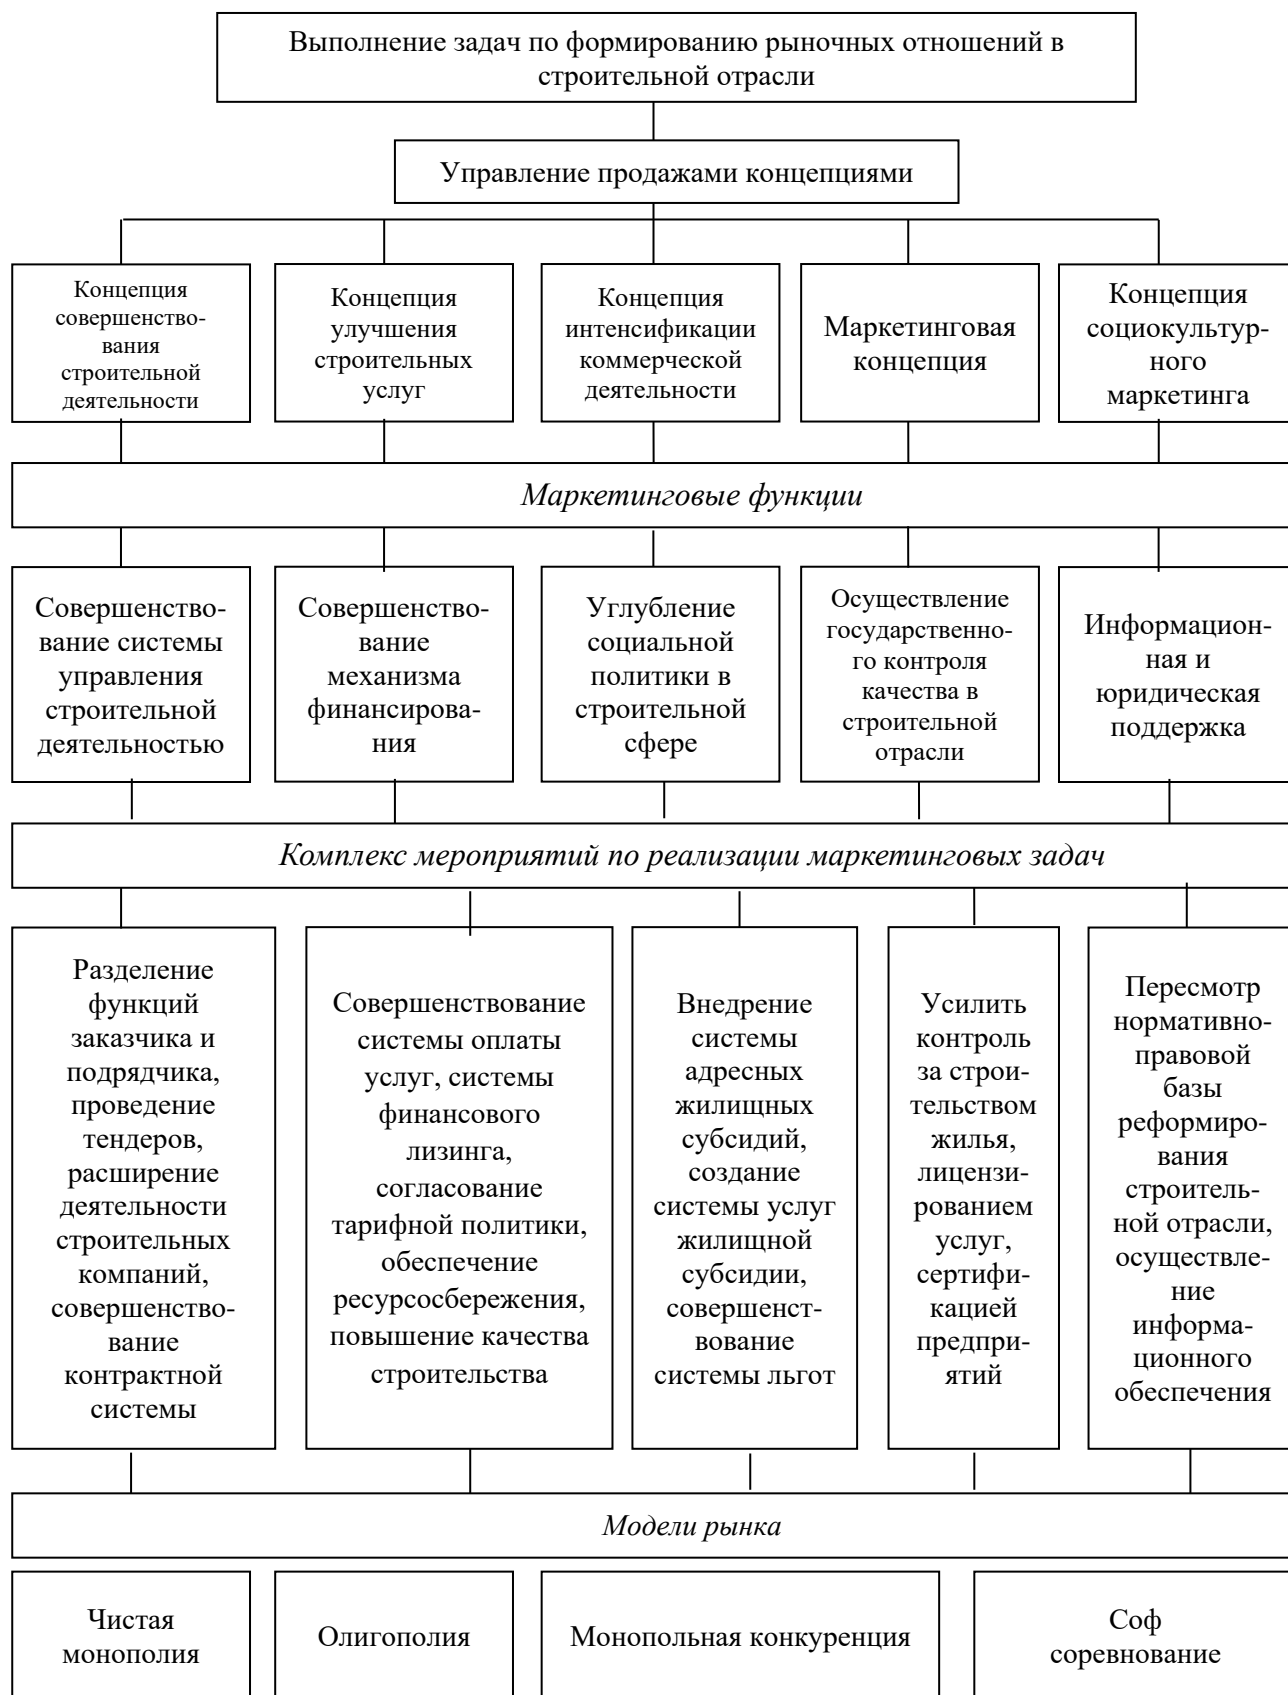 Выполнение задач по формированию рыночных отношений в
строительной отрасли
Управление продажами концепциями
Концепция
совершенство-
вания
строительной
деятельности
Концепция
улучшения
строительных
услуг
Концепция
интенсификации
коммерческой
деятельности
Маркетинговая
концепция
Концепция
социокультур-
ного
маркетинга
Маркетинговые функции
Совершенство-
вание системы
управления
строительной
деятельностью
Совершенство-
вание
механизма
финансирова-
ния
Углубление
социальной
политики в
строительной
сфере
Осуществление
государственно-
го контроля
качества в
строительной
отрасли
Информацион-
ная и
юридическая
поддержка
Комплекс мероприятий по реализации маркетинговых задач
Разделение
функций
заказчика и
подрядчика,
проведение
тендеров,
расширение
деятельности
строительных
компаний,
совершенство-
вание
контрактной
системы
Совершенствование
системы оплаты
услуг, системы
финансового
лизинга,
согласование
тарифной политики,
обеспечение
ресурсосбережения,
повышение качества
строительства
Внедрение
системы
адресных
жилищных
субсидий,
создание
системы услуг
жилищной
субсидии,
совершенст-
вование
системы льгот
Усилить
контроль
за строи-
тельством
жилья,
лицензи-
рованием
услуг,
сертифи-
кацией
предпри-
ятий
Пересмотр
нормативно-
правовой
базы
реформиро-
вания
строитель-
ной отрасли,
осуществле-
ние
информа-
ционного
обеспечения
Модели рынка
Чистая
монополия
Олигополия
Монопольная конкуренция
Соф
соревнование